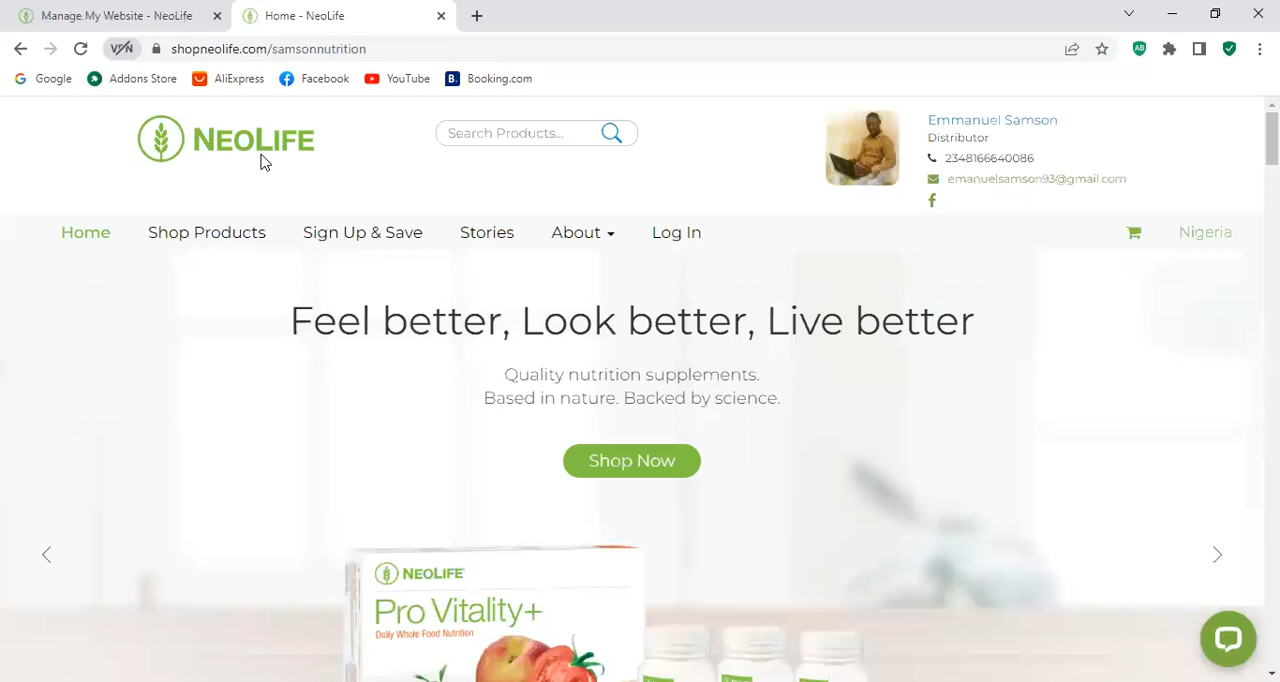 Manage My Website - NeoLife
Home - NeoLife
VPN
shopneolife.com/samsonnutrition
AB
G Google
Addons Store
AliExpress
Facebook
YouTube
B. Booking.com
NEOLIFE
Search Products...
Emmanuel Samson
Distributor
2348166640086
emanuelsamson93@gmail.com
Home
Shop Products
Sign Up & Save
Stories
About
Log In
Nigeria
Feel better, Look better, Live better
Quality nutrition supplements.
Based in nature. Backed by science.
Shop Now
NEOLIFE
Pro Vitality+
Daily Whole Food Nutrition